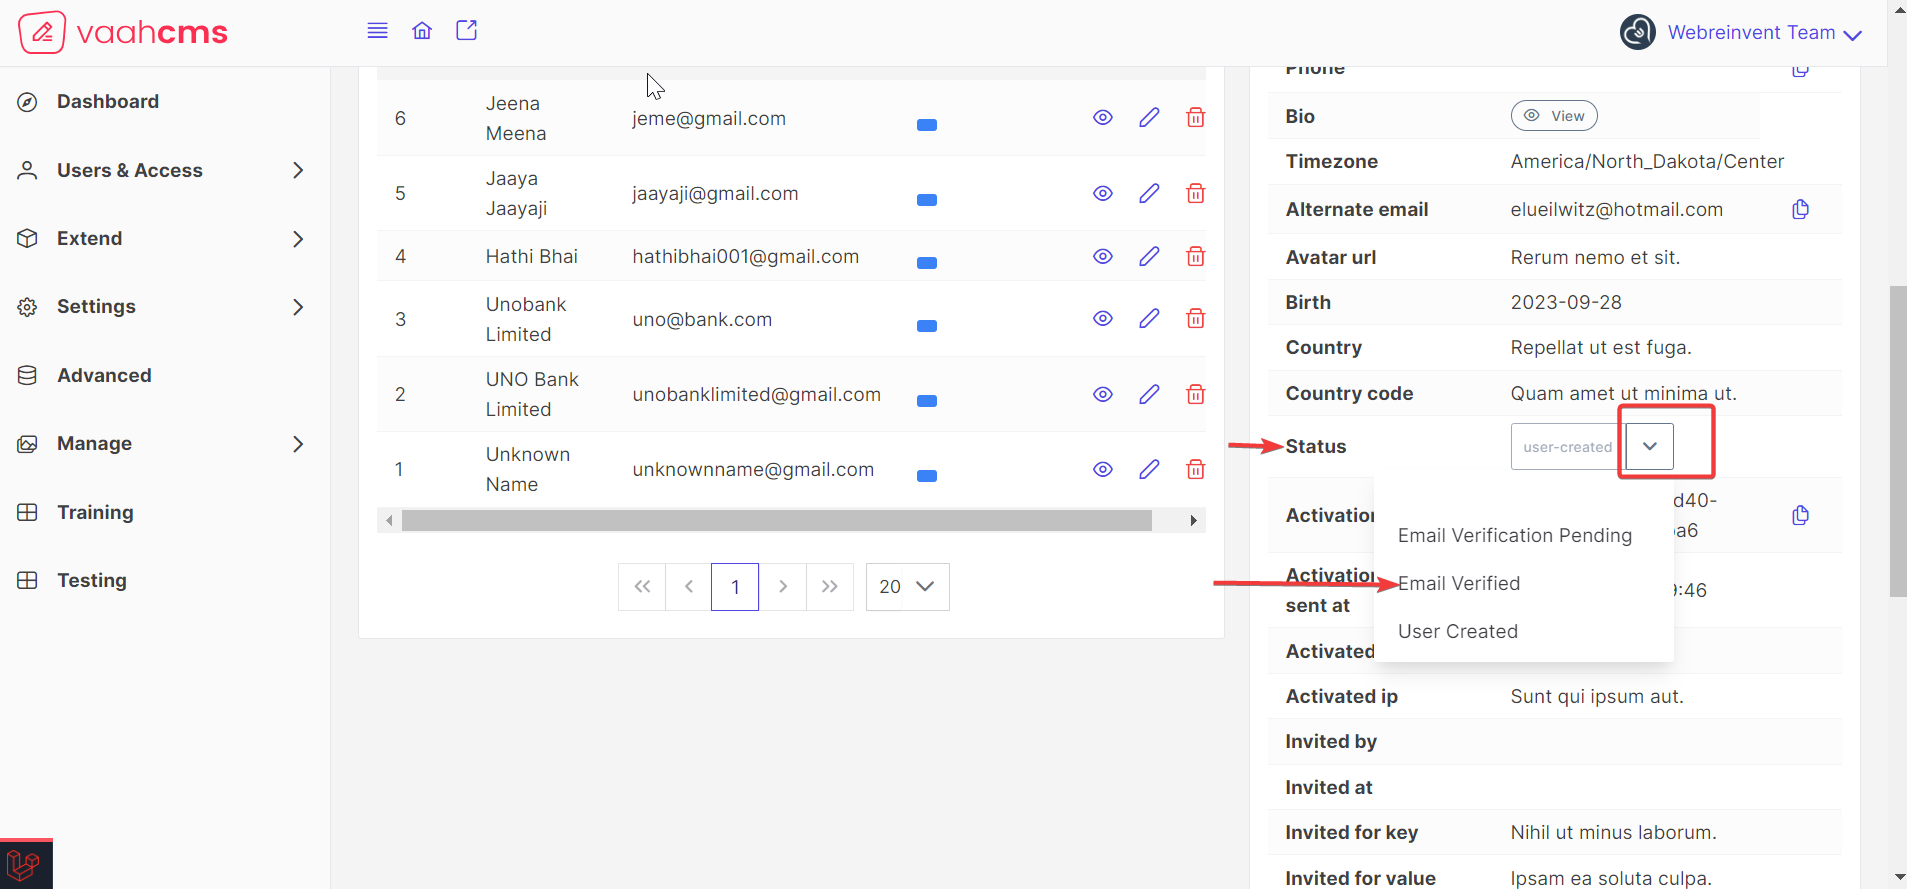 vaahcms
Webreinvent Team
Dashboard
Users & Access
Extend
Settings
Advanced
Manage
Training
Testing
6 Jeena Meena jeme@gmail.com
5 Jaaya Jaayaji jaayaji@gmail.com
4 Hathi Bhai hathibhai001@gmail.com
3 Unobank Limited uno@bank.com
2 UNO Bank Limited unobanklimited@gmail.com
1 Unknown Name unknownname@gmail.com
1
20
Phone
Bio View
Timezone America/North_Dakota/Center
Alternate email elueilwitz@hotmail.com
Avatar url Rerum nemo et sit.
Birth 2023-09-28
Country Repellat ut est fuga.
Country code Quam amet ut minima ut.
Status user-created
Email Verification Pending
Email Verified
User Created
Activation d40-
a6
Activation 9:46
sent at
Activated
Activated ip Sunt qui ipsum aut.
Invited by
Invited at
Invited for key Nihil ut minus laborum.
Invited for value Ipsam ea soluta culpa.